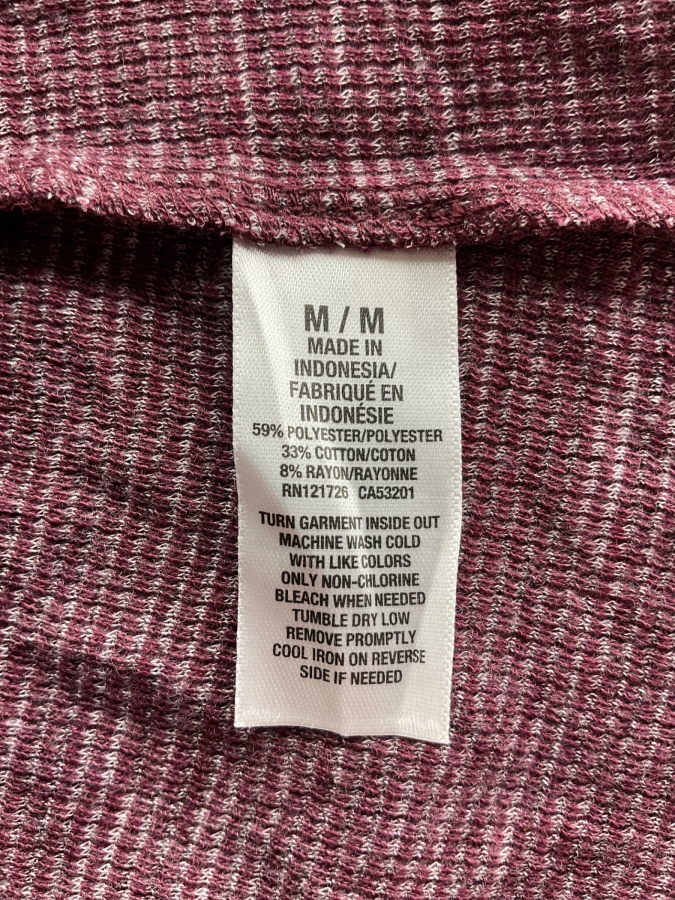 M / M
MADE IN
INDONESIA/
FABRIQUÉ EN
INDONÉSIE
59% POLYESTER/POLYESTER
33% COTTON/COTON
8% RAYON/RAYONNE
RN121726 CA53201
TURN GARMENT INSIDE OUT
MACHINE WASH COLD
WITH LIKE COLORS
ONLY NON-CHLORINE
BLEACH WHEN NEEDED
TUMBLE DRY LOW
REMOVE PROMPTLY
COOL IRON ON REVERSE
SIDE IF NEEDED